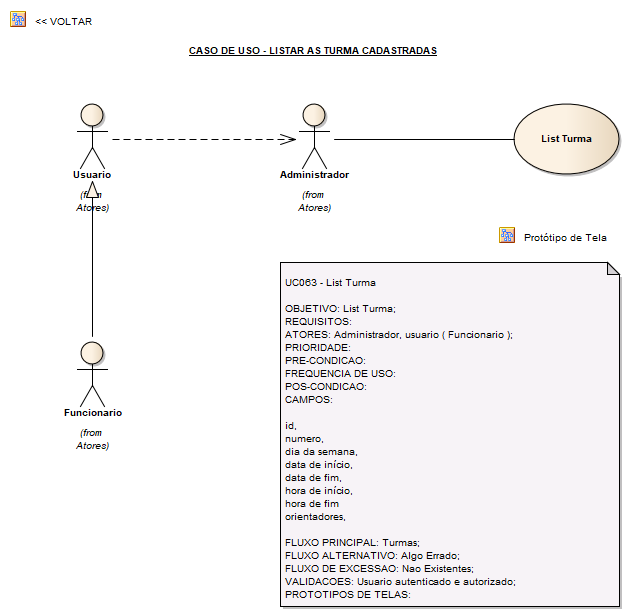 << VOLTAR
CASO DE USO - LISTAR AS TURMA CADASTRADAS
Usuario
(from
Atores)
Administrador
(from
Atores)
List Turma
Protótipo de Tela
Funcionario
(from
Atores)
UC063 - List Turma
OBJETIVO: List Turma;
REQUISITOS:
ATORES: Administrador, usuario ( Funcionario );
PRIORIDADE:
PRE-CONDICAO:
FREQUENCIA DE USO:
POS-CONDICAO:
CAMPOS:
id,
numero,
dia da semana,
data de início,
data de fim,
hora de início,
hora de fim
orientadores,
FLUXO PRINCIPAL: Turmas;
FLUXO ALTERNATIVO: Algo Errado;
FLUXO DE EXCESSAO: Nao Existentes;
VALIDACOES: Usuario autenticado e autorizado;
PROTOTIPOS DE TELAS: